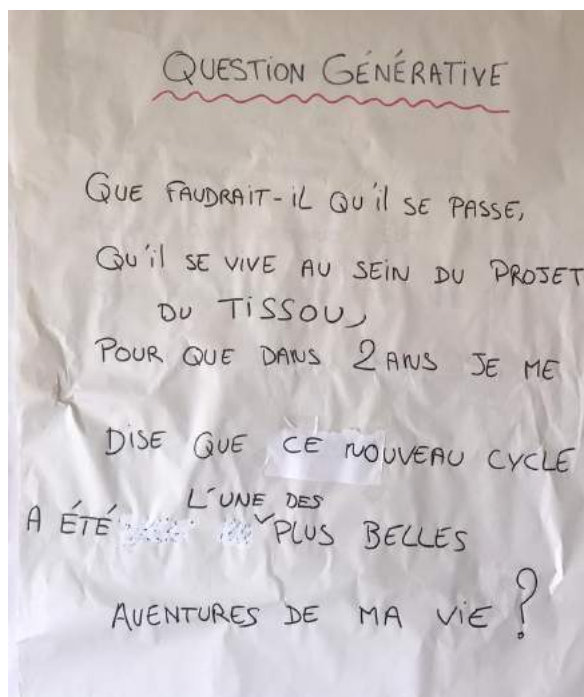 QUESTION GÉNÉRATIVE
QUE FAUDRAIT-IL QU'il SE PASSE,
QU'il SE VIVE AU SEIN DU PROJET
DU TISSOU,
POUR QUE DANS 2 ANS JE ME
DISE QUE CE NOUVEAU CYCLE
L'UNE DES
A ÉTÉ PLUS BELLES
AVENTURES DE MA VIE ?